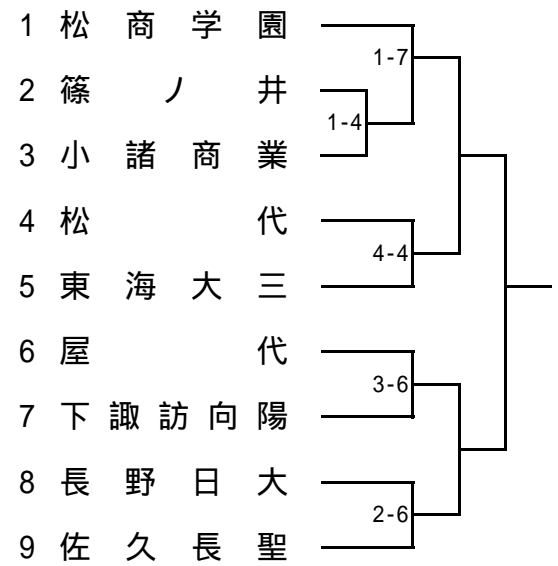 1 松商学園
1-7
2 篠ノ井
1-4
3 小諸商業
4 松代
4-4
5 東海大三
6 屋代
3-6
7 下諏訪向陽
8 長野日大
2-6
9 佐久長聖